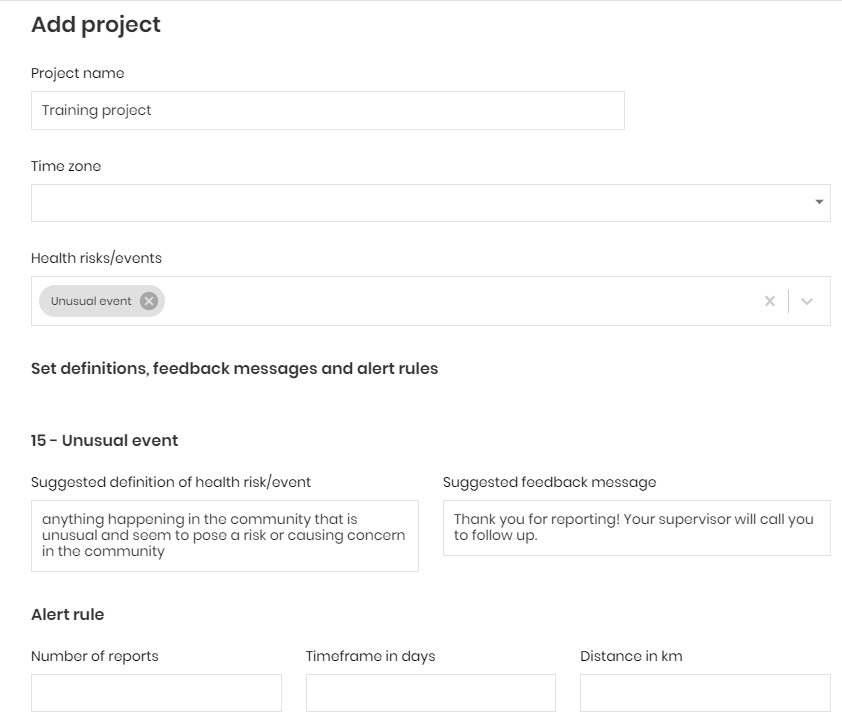 Add project
Project name
Training project
Time zone
Health risks/events
Unusual event
Set definitions, feedback messages and alert rules
15 - Unusual event
Suggested definition of health risk/event
Suggested feedback message
anything happening in the community that is
unusual and seem to pose a risk or causing concern
in the community
Thank you for reporting! Your supervisor will call you
to follow up.
Alert rule
Number of reports
Timeframe in days
Distance in km